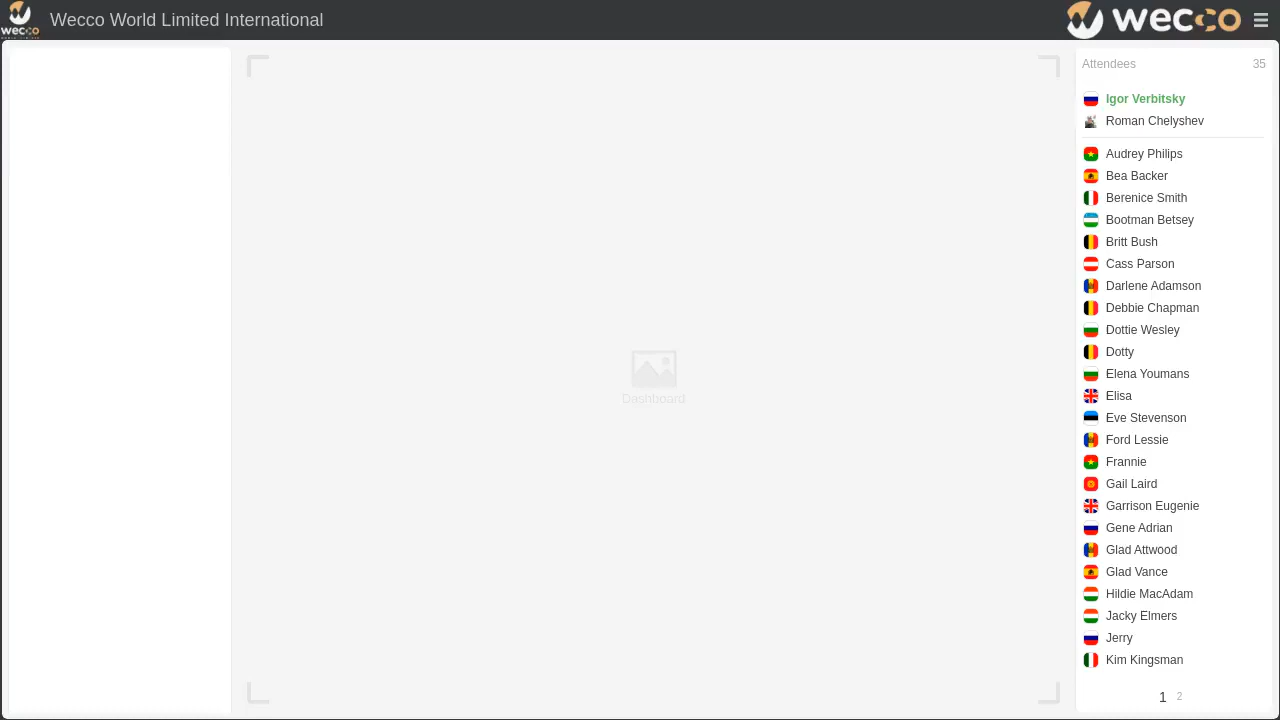 wecco
Wecco World Limited International
wecco
Attendees 35
Igor Verbitsky
Roman Chelyshev
Audrey Philips
Bea Backer
Berenice Smith
Bootman Betsey
Britt Bush
Cass Parson
Darlene Adamson
Debbie Chapman
Dottie Wesley
Dotty
Elena Youmans
Elisa
Eve Stevenson
Ford Lessie
Frannie
Gail Laird
Garrison Eugenie
Gene Adrian
Glad Attwood
Glad Vance
Hildie MacAdam
Jacky Elmers
Jerry
Kim Kingsman
Dashboard
1 2